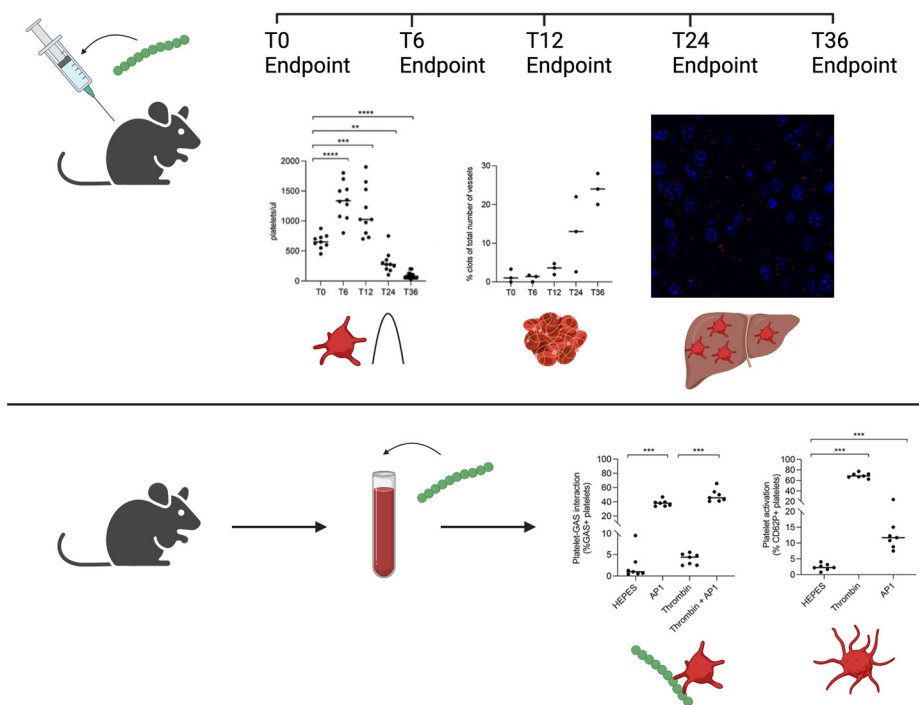 T0 T6 T12 T24 T36
Endpoint Endpoint Endpoint Endpoint Endpoint
****
**
***
****
2000
1500
1000
500
0
platelets/ul
T0 T6 T12 T24 T36
30
20
10
0
% clots of total number of vessels
T0 T6 T12 T24 T36
*** ***
100
80
60
40
20
10
5
0
Platelet-GAS interaction
(%GAS+ platelets)
HEPES AP1 Thrombin Thrombin + AP1
***
***
100
80
60
40
20
15
10
5
0
Platelet activation
(% CD62P+ platelets)
HEPES Thrombin AP1